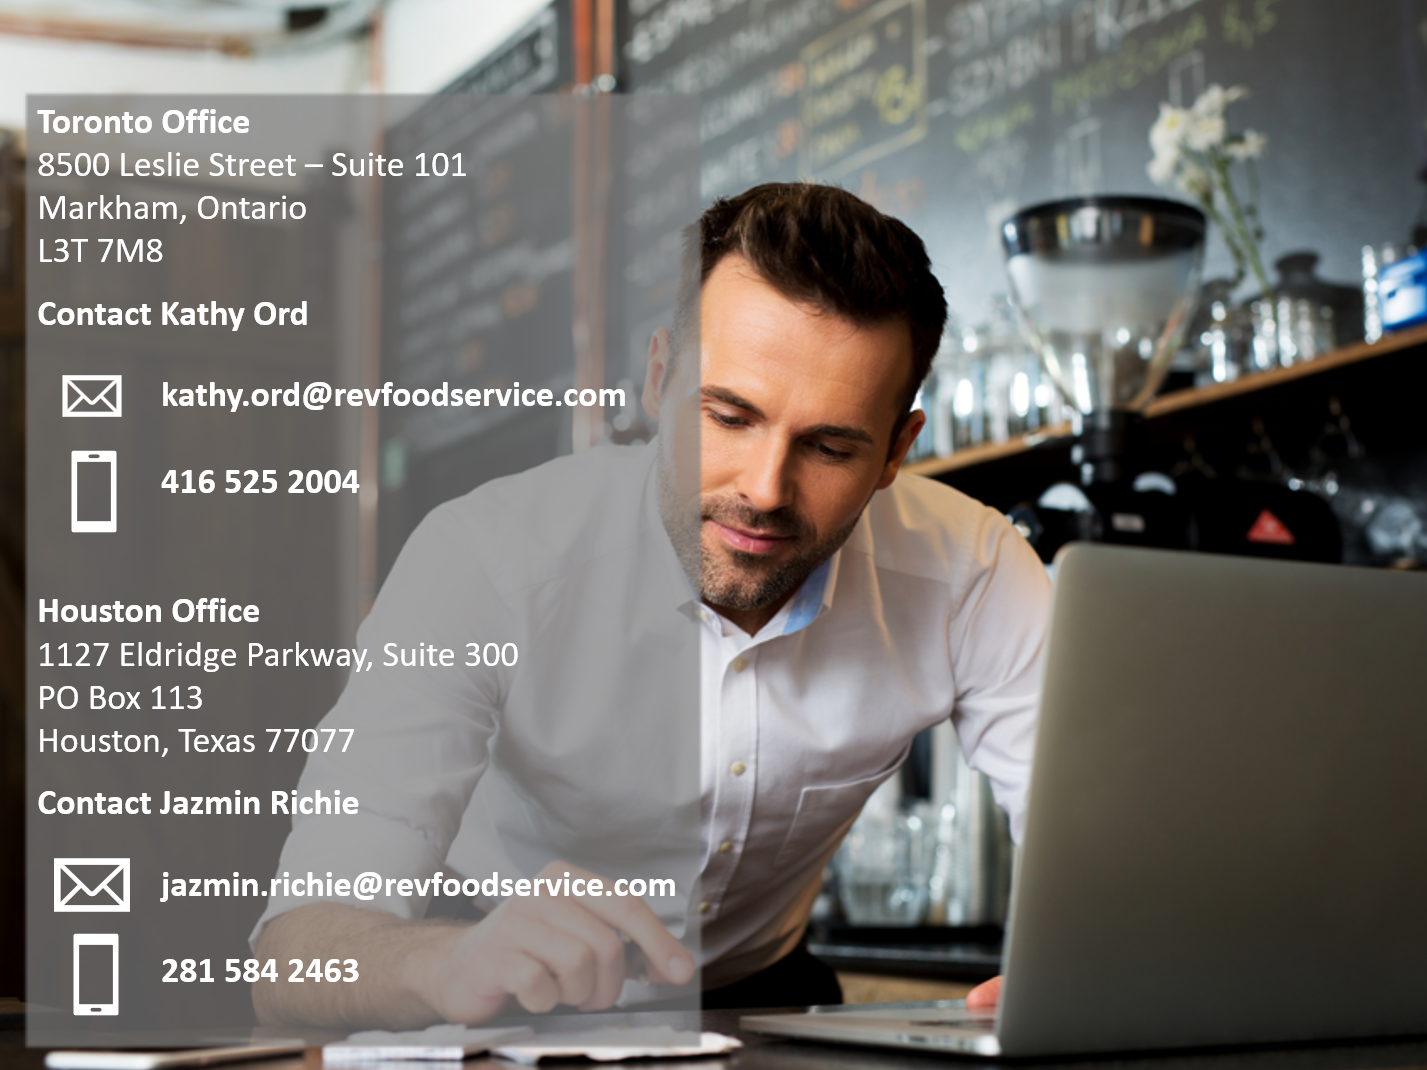 Toronto Office
8500 Leslie Street – Suite 101
Markham, Ontario
L3T 7M8
Contact Kathy Ord
kathy.ord@revfoodservice.com
416 525 2004
Houston Office
1127 Eldridge Parkway, Suite 300
PO Box 113
Houston, Texas 77077
Contact Jazmin Richie
jazmin.richie@revfoodservice.com
281 584 2463